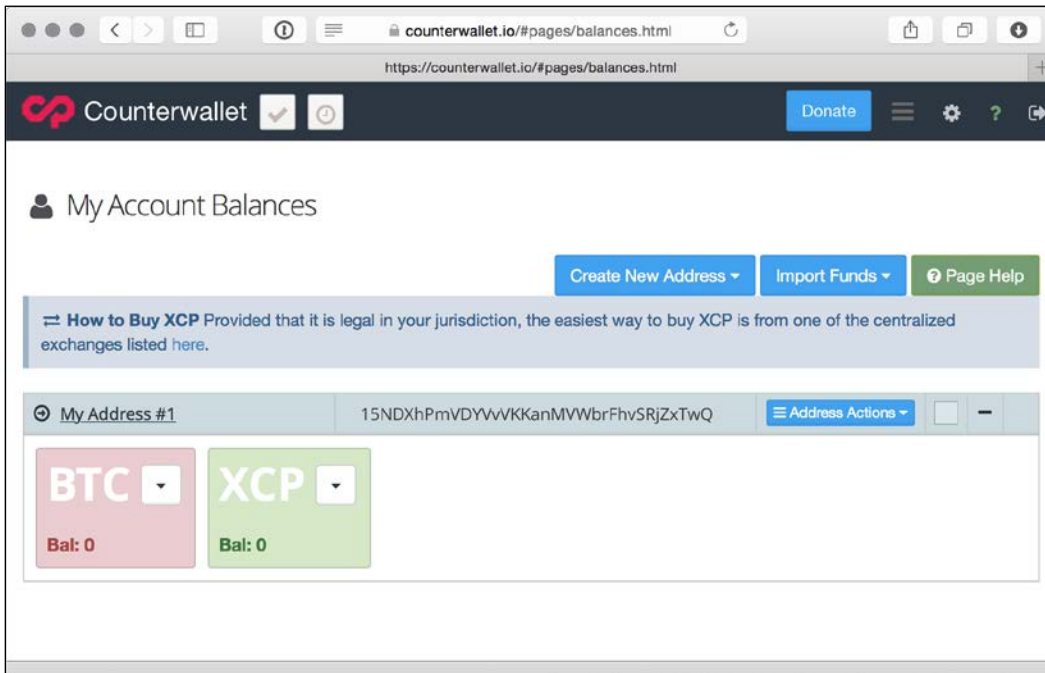 counterwallet.io/#pages/balances.html
https://counterwallet.io/#pages/balances.html
Counterwallet
Donate
?
My Account Balances
Create New Address
Import Funds
? Page Help
How to Buy XCP Provided that it is legal in your jurisdiction, the easiest way to buy XCP is from one of the centralized
exchanges listed here.
My Address #1
15NDXhPmVDYVvVKKanMVWbrFhvSRjZxTwQ
Address Actions
BTC
XCP
Bal: 0
Bal: 0